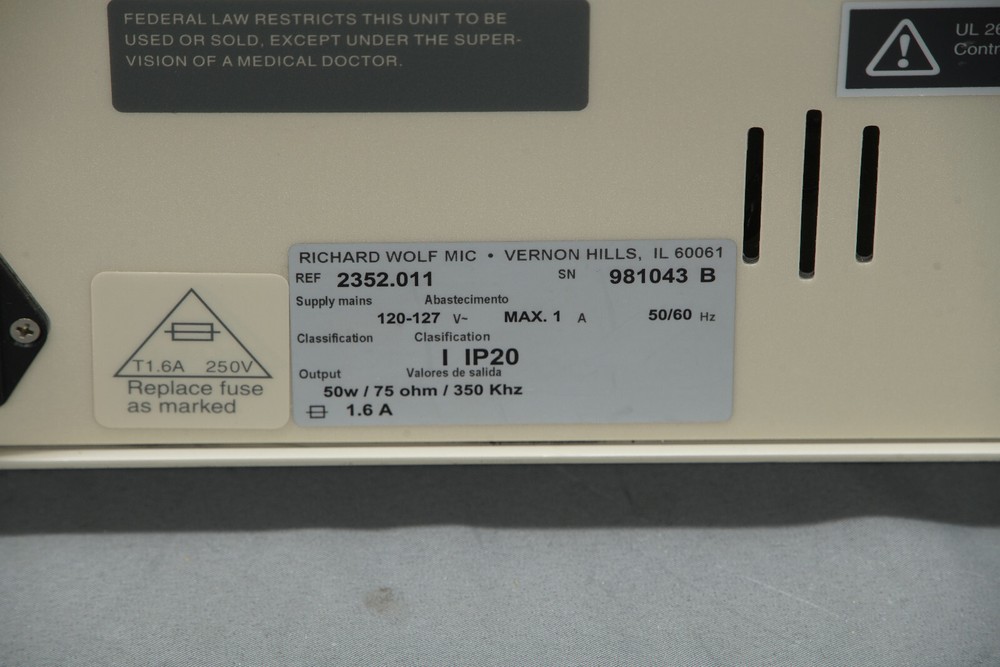 FEDERAL LAW RESTRICTS THIS UNIT TO BE
USED OR SOLD, EXCEPT UNDER THE SUPER-
VISION OF A MEDICAL DOCTOR.
UL 26
Contr
RICHARD WOLF MIC • VERNON HILLS, IL 60061
REF 2352.011 SN 981043 B
Supply mains Abastecimento
120-127 V~ MAX. 1 A 50/60 Hz
Classification Clasification
I IP20
Output Valores de salida
50w / 75 ohm / 350 Khz
1.6 A
T1.6A 250V
Replace fuse
as marked